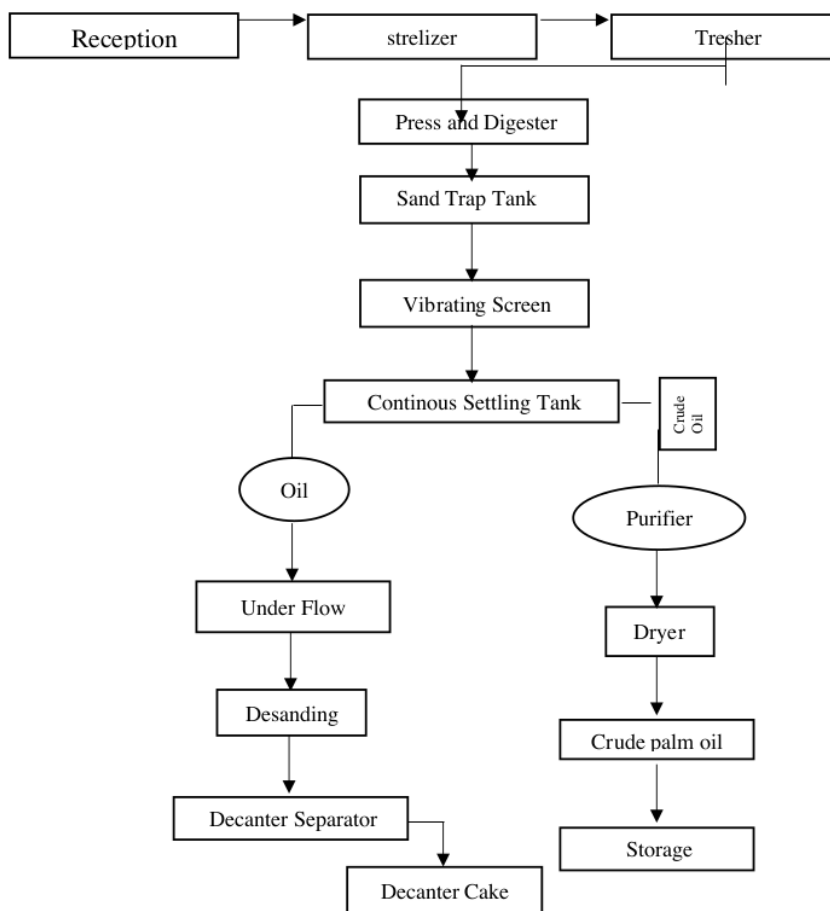 Reception
strelizer
Tresher
Press and Digester
Sand Trap Tank
Vibrating Screen
Continous Settling Tank
Crude
Oil
Oil
Purifier
Under Flow
Dryer
Desanding
Crude palm oil
Decanter Separator
Storage
Decanter Cake